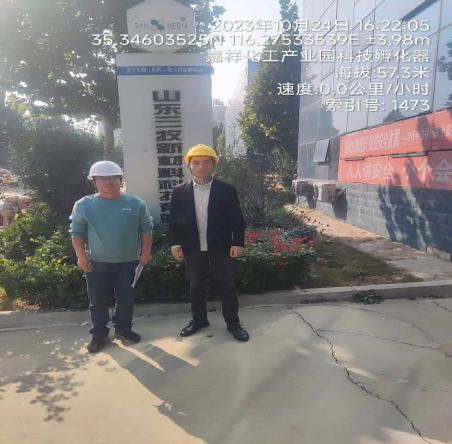 2023年10月24日 16:22:05
35.34603525N 116.27533539E ±3.98m
嘉祥化工产业园科技孵化器
海拔:57.3米
速度:0.0公里/小时
索引号: 1473
SYN MEDIA
山东三牧新材料科技
人人讲安全 个个会